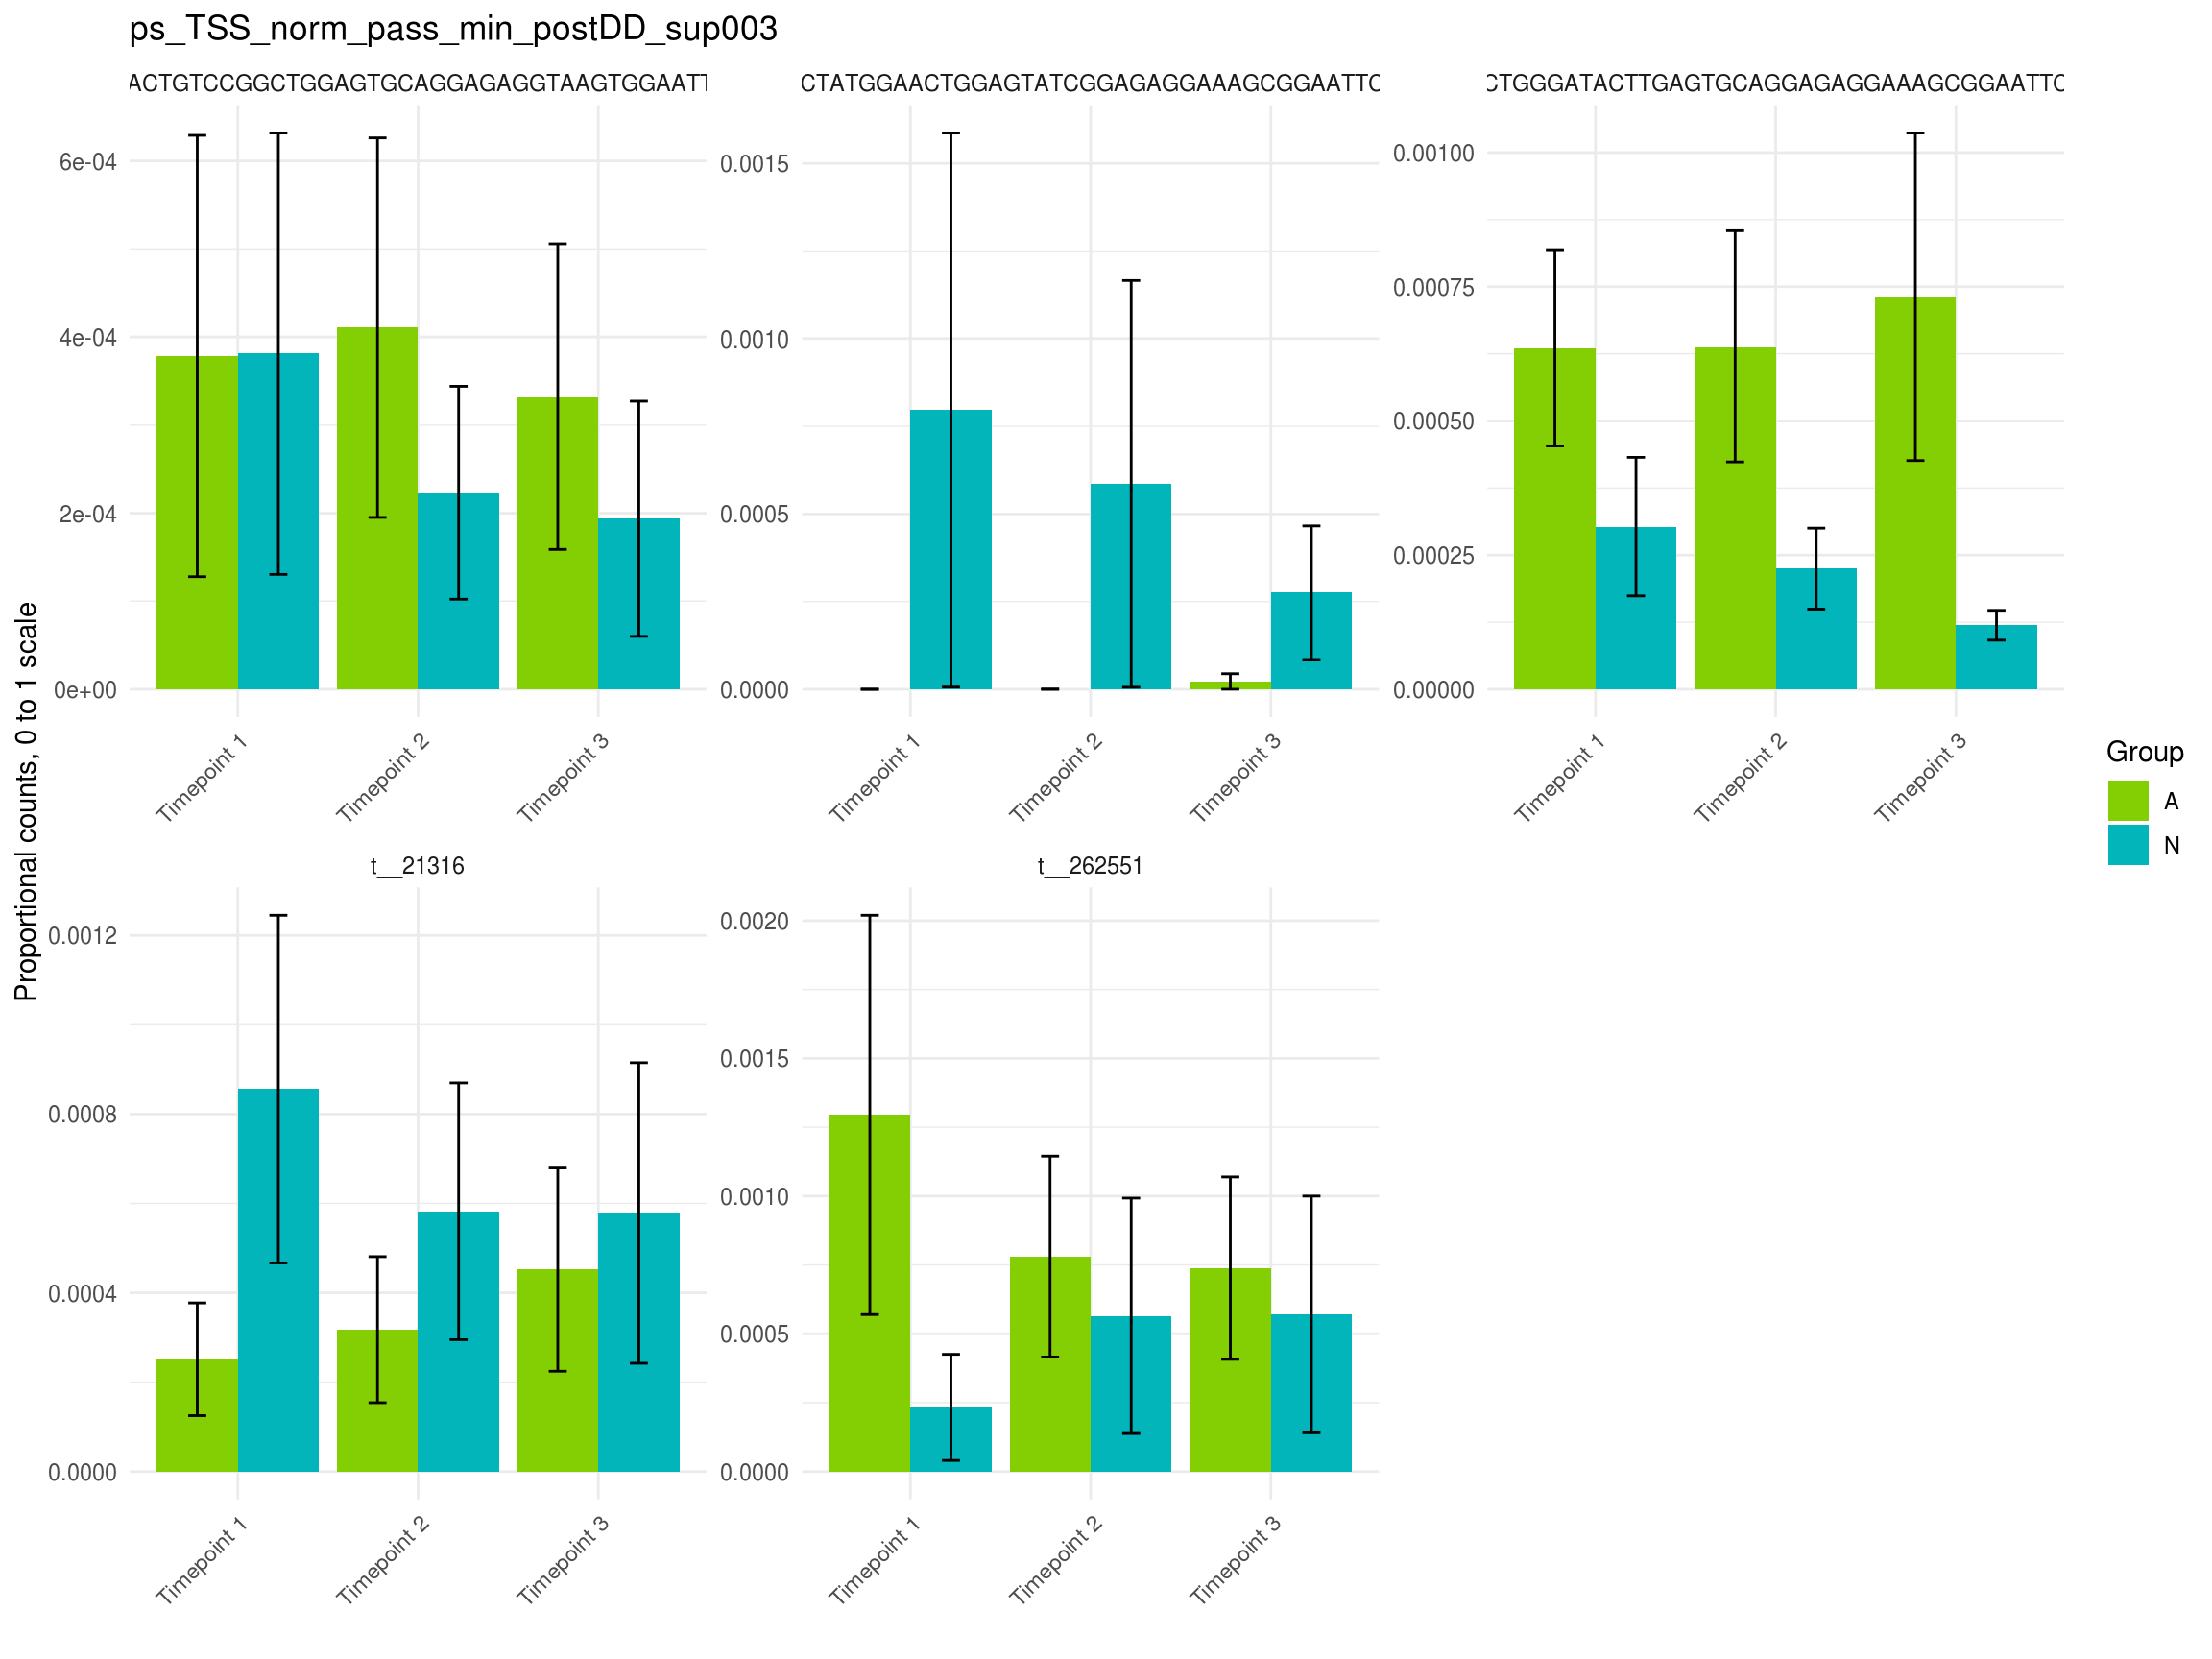 ps_TSS_norm_pass_min_postDD_sup003
ACTGTCCGGCTGGAGTGCAGGAGAGGTAAGTGGAATT
CTATGGAACTGGAGTATCGGAGAGGAAAGCGGAATTC
CTGGGATACTTGAGTGCAGGAGAGGAAAGCGGAATTC
6e-04
4e-04
2e-04
0e+00
0.0015
0.0010
0.0005
0.0000
0.00100
0.00075
0.00050
0.00025
0.00000
Timepoint 1
Timepoint 2
Timepoint 3
Timepoint 1
Timepoint 2
Timepoint 3
Timepoint 1
Timepoint 2
Timepoint 3
Proportional counts, 0 to 1 scale
Group
A
N
t__21316
t__262551
0.0012
0.0008
0.0004
0.0000
0.0020
0.0015
0.0010
0.0005
0.0000
Timepoint 1
Timepoint 2
Timepoint 3
Timepoint 1
Timepoint 2
Timepoint 3